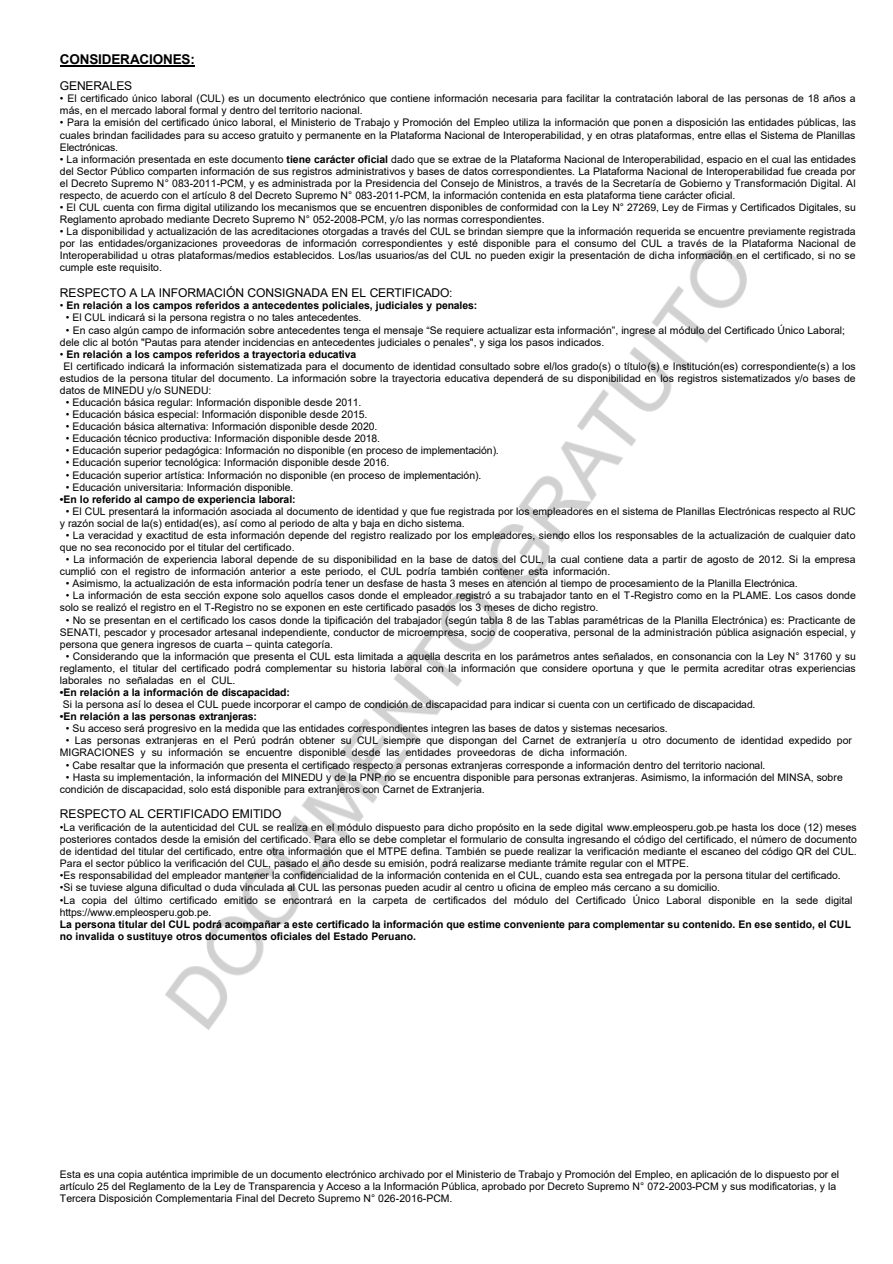 CONSIDERACIONES:
GENERALES
• El certificado único laboral (CUL) es un documento electrónico que contiene información necesaria para facilitar la contratación laboral de las personas de 18 años a
más, en el mercado laboral formal y dentro del territorio nacional.
• Para la emisión del certificado único laboral, el Ministerio de Trabajo y Promoción del Empleo utiliza la información que ponen a disposición las entidades públicas, las
cuales brindan facilidades para su acceso gratuito y permanente en la Plataforma Nacional de Interoperabilidad, y en otras plataformas, entre ellas el Sistema de Planillas
Electrónicas.
• La información presentada en este documento tiene carácter oficial dado que se extrae de la Plataforma Nacional de Interoperabilidad, espacio en el cual las entidades
del Sector Público comparten información de sus registros administrativos y bases de datos correspondientes. La Plataforma Nacional de Interoperabilidad fue creada por
el Decreto Supremo N° 083-2011-PCM, y es administrada por la Presidencia del Consejo de Ministros, a través de la Secretaría de Gobierno y Transformación Digital. Al
respecto, de acuerdo con el artículo 8 del Decreto Supremo N° 083-2011-PCM, la información contenida en esta plataforma tiene carácter oficial.
• El CUL cuenta con firma digital utilizando los mecanismos que se encuentren disponibles de conformidad con la Ley N° 27269, Ley de Firmas y Certificados Digitales, su
Reglamento aprobado mediante Decreto Supremo N° 052-2008-PCM, y/o las normas correspondientes.
• La disponibilidad y actualización de las acreditaciones otorgadas a través del CUL se brindan siempre que la información requerida se encuentre previamente registrada
por las entidades/organizaciones proveedoras de información correspondientes y esté disponible para el consumo del CUL a través de la Plataforma Nacional de
Interoperabilidad u otras plataformas/medios establecidos. Los/las usuarios/as del CUL no pueden exigir la presentación de dicha información en el certificado, si no se
cumple este requisito.
RESPECTO A LA INFORMACIÓN CONSIGNADA EN EL CERTIFICADO:
• En relación a los campos referidos a antecedentes policiales, judiciales y penales:
• El CUL indicará si la persona registra o no tales antecedentes.
• En caso algún campo de información sobre antecedentes tenga el mensaje “Se requiere actualizar esta información”, ingrese al módulo del Certificado Único Laboral;
dele clic al botón "Pautas para atender incidencias en antecedentes judiciales o penales", y siga los pasos indicados.
• En relación a los campos referidos a trayectoria educativa
El certificado indicará la información sistematizada para el documento de identidad consultado sobre el/los grado(s) o título(s) e Institución(es) correspondiente(s) a los
estudios de la persona titular del documento. La información sobre la trayectoria educativa dependerá de su disponibilidad en los registros sistematizados y/o bases de
datos de MINEDU y/o SUNEDU:
• Educación básica regular: Información disponible desde 2011.
• Educación básica especial: Información disponible desde 2015.
• Educación básica alternativa: Información disponible desde 2020.
• Educación técnico productiva: Información disponible desde 2018.
• Educación superior pedagógica: Información no disponible (en proceso de implementación).
• Educación superior tecnológica: Información disponible desde 2016.
• Educación superior artística: Información no disponible (en proceso de implementación).
• Educación universitaria: Información disponible.
•En lo referido al campo de experiencia laboral:
• El CUL presentará la información asociada al documento de identidad y que fue registrada por los empleadores en el sistema de Planillas Electrónicas respecto al RUC
y razón social de la(s) entidad(es), así como al periodo de alta y baja en dicho sistema.
• La veracidad y exactitud de esta información depende del registro realizado por los empleadores, siendo ellos los responsables de la actualización de cualquier dato
que no sea reconocido por el titular del certificado.
• La información de experiencia laboral depende de su disponibilidad en la base de datos del CUL, la cual contiene data a partir de agosto de 2012. Si la empresa
cumplió con el registro de información anterior a este periodo, el CUL podría también contener esta información.
• Asimismo, la actualización de esta información podría tener un desfase de hasta 3 meses en atención al tiempo de procesamiento de la Planilla Electrónica.
• La información de esta sección expone solo aquellos casos donde el empleador registró a su trabajador tanto en el T-Registro como en la PLAME. Los casos donde
solo se realizó el registro en el T-Registro no se exponen en este certificado pasados los 3 meses de dicho registro.
• No se presentan en el certificado los casos donde la tipificación del trabajador (según tabla 8 de las Tablas paramétricas de la Planilla Electrónica) es: Practicante de
SENATI, pescador y procesador artesanal independiente, conductor de microempresa, socio de cooperativa, personal de la administración pública asignación especial, y
persona que genera ingresos de cuarta – quinta categoría.
• Considerando que la información que presenta el CUL esta limitada a aquella descrita en los parámetros antes señalados, en consonancia con la Ley N° 31760 y su
reglamento, el titular del certificado podrá complementar su historia laboral con la información que considere oportuna y que le permita acreditar otras experiencias
laborales no señaladas en el CUL.
•En relación a la información de discapacidad:
Si la persona así lo desea el CUL puede incorporar el campo de condición de discapacidad para indicar si cuenta con un certificado de discapacidad.
•En relación a las personas extranjeras:
• Su acceso será progresivo en la medida que las entidades correspondientes integren las bases de datos y sistemas necesarios.
• Las personas extranjeras en el Perú podrán obtener su CUL siempre que dispongan del Carnet de extranjería u otro documento de identidad expedido por
MIGRACIONES y su información se encuentre disponible desde las entidades proveedoras de dicha información.
• Cabe resaltar que la información que presenta el certificado respecto a personas extranjeras corresponde a información dentro del territorio nacional.
• Hasta su implementación, la información del MINEDU y de la PNP no se encuentra disponible para personas extranjeras. Asimismo, la información del MINSA, sobre
condición de discapacidad, solo está disponible para extranjeros con Carnet de Extranjeria.
RESPECTO AL CERTIFICADO EMITIDO
•La verificación de la autenticidad del CUL se realiza en el módulo dispuesto para dicho propósito en la sede digital www.empleosperu.gob.pe hasta los doce (12) meses
posteriores contados desde la emisión del certificado. Para ello se debe completar el formulario de consulta ingresando el código del certificado, el número de documento
de identidad del titular del certificado, entre otra información que el MTPE defina. También se puede realizar la verificación mediante el escaneo del código QR del CUL.
Para el sector público la verificación del CUL, pasado el año desde su emisión, podrá realizarse mediante trámite regular con el MTPE.
•Es responsabilidad del empleador mantener la confidencialidad de la información contenida en el CUL, cuando esta sea entregada por la persona titular del certificado.
•Si se tuviese alguna dificultad o duda vinculada al CUL las personas pueden acudir al centro u oficina de empleo más cercano a su domicilio.
•La copia del último certificado emitido se encontrará en la carpeta de certificados del módulo del Certificado Único Laboral disponible en la sede digital
https://www.empleosperu.gob.pe.
La persona titular del CUL podrá acompañar a este certificado la información que estime conveniente para complementar su contenido. En ese sentido, el CUL
no invalida o sustituye otros documentos oficiales del Estado Peruano.
DOCUMENTO GRATUITO
Esta es una copia auténtica imprimible de un documento electrónico archivado por el Ministerio de Trabajo y Promoción del Empleo, en aplicación de lo dispuesto por el
artículo 25 del Reglamento de la Ley de Transparencia y Acceso a la Información Pública, aprobado por Decreto Supremo N° 072-2003-PCM y sus modificatorias, y la
Tercera Disposición Complementaria Final del Decreto Supremo N° 026-2016-PCM.